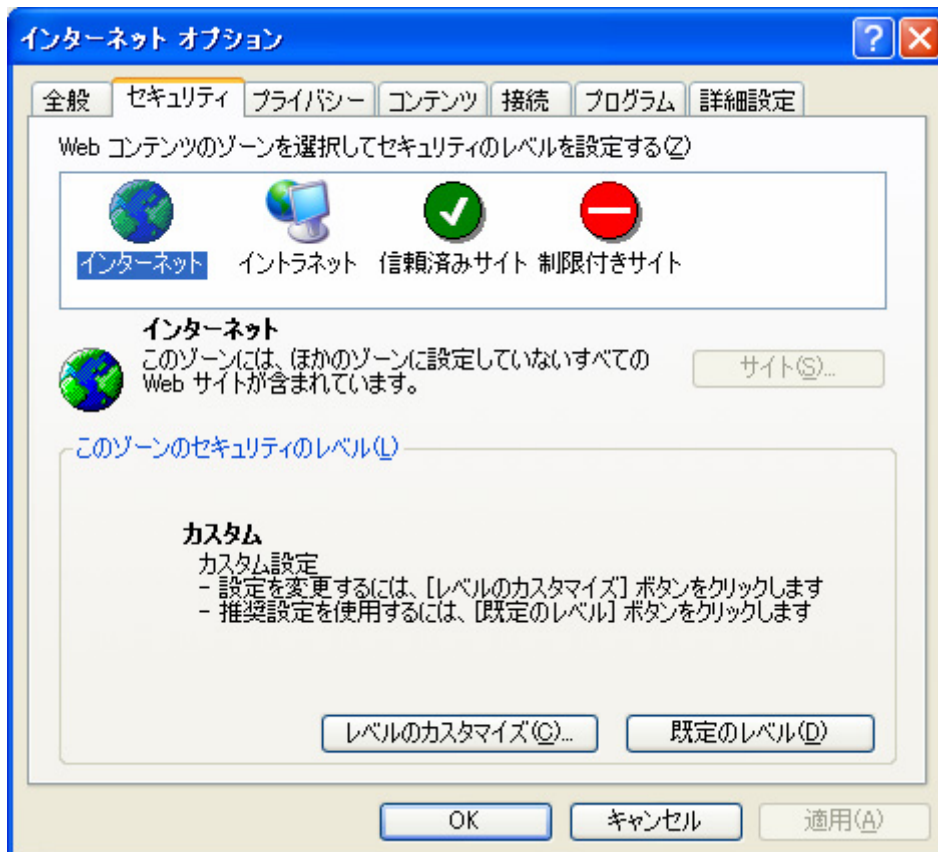 インターネット オプション
全般 セキュリティ プライバシー コンテンツ 接続 プログラム 詳細設定
Web コンテンツのゾーンを選択してセキュリティのレベルを設定する(Z)
インターネット イントラネット 信頼済みサイト 制限付きサイト
インターネット
このゾーンには、ほかのゾーンに設定していないすべての
Web サイトが含まれています。
サイト(S)...
このゾーンのセキュリティのレベル(L)
カスタム
カスタム設定
- 設定を変更するには、[レベルのカスタマイズ] ボタンをクリックします
- 推奨設定を使用するには、[既定のレベル] ボタンをクリックします
レベルのカスタマイズ(C)... 既定のレベル(D)
OK キャンセル 適用(A)